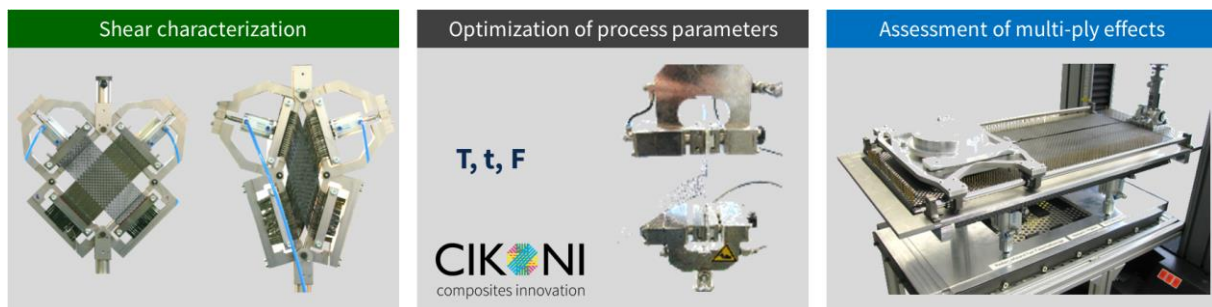 Shear characterization
Optimization of process parameters
Assessment of multi-ply effects
T, t, F
CIKONI
composites innovation